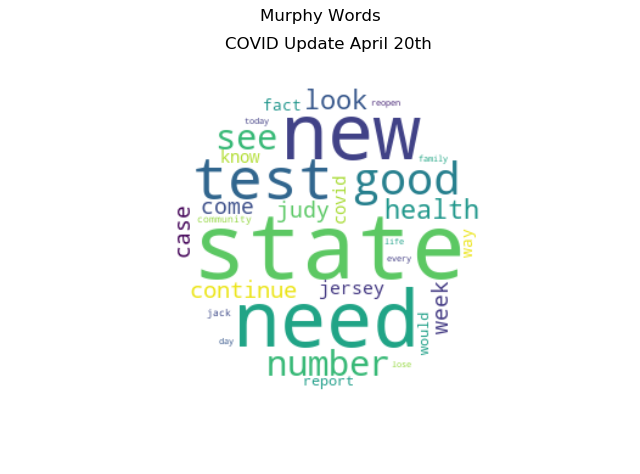 Murphy Words
COVID Update April 20th
look
reopen
fact
new
today
see
know
family
test
good
covid
come
judy
health
case
community
state
life
way
every
continue
jersey
week
need
jack
would
day
number
lose
report